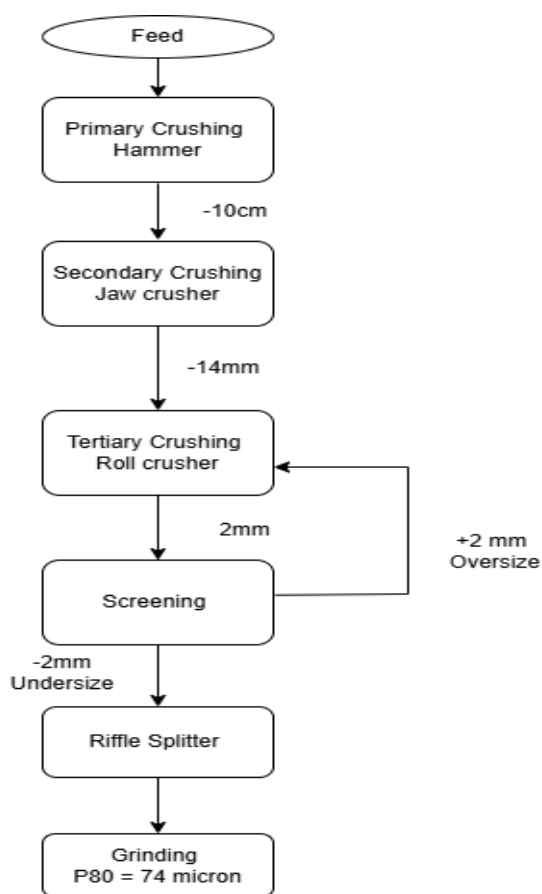 Feed
Primary Crushing
Hammer
-10cm
Secondary Crushing
Jaw crusher
-14mm
Tertiary Crushing
Roll crusher
2mm
+2 mm
Oversize
Screening
-2mm
Undersize
Riffle Splitter
Grinding
P80 = 74 micron